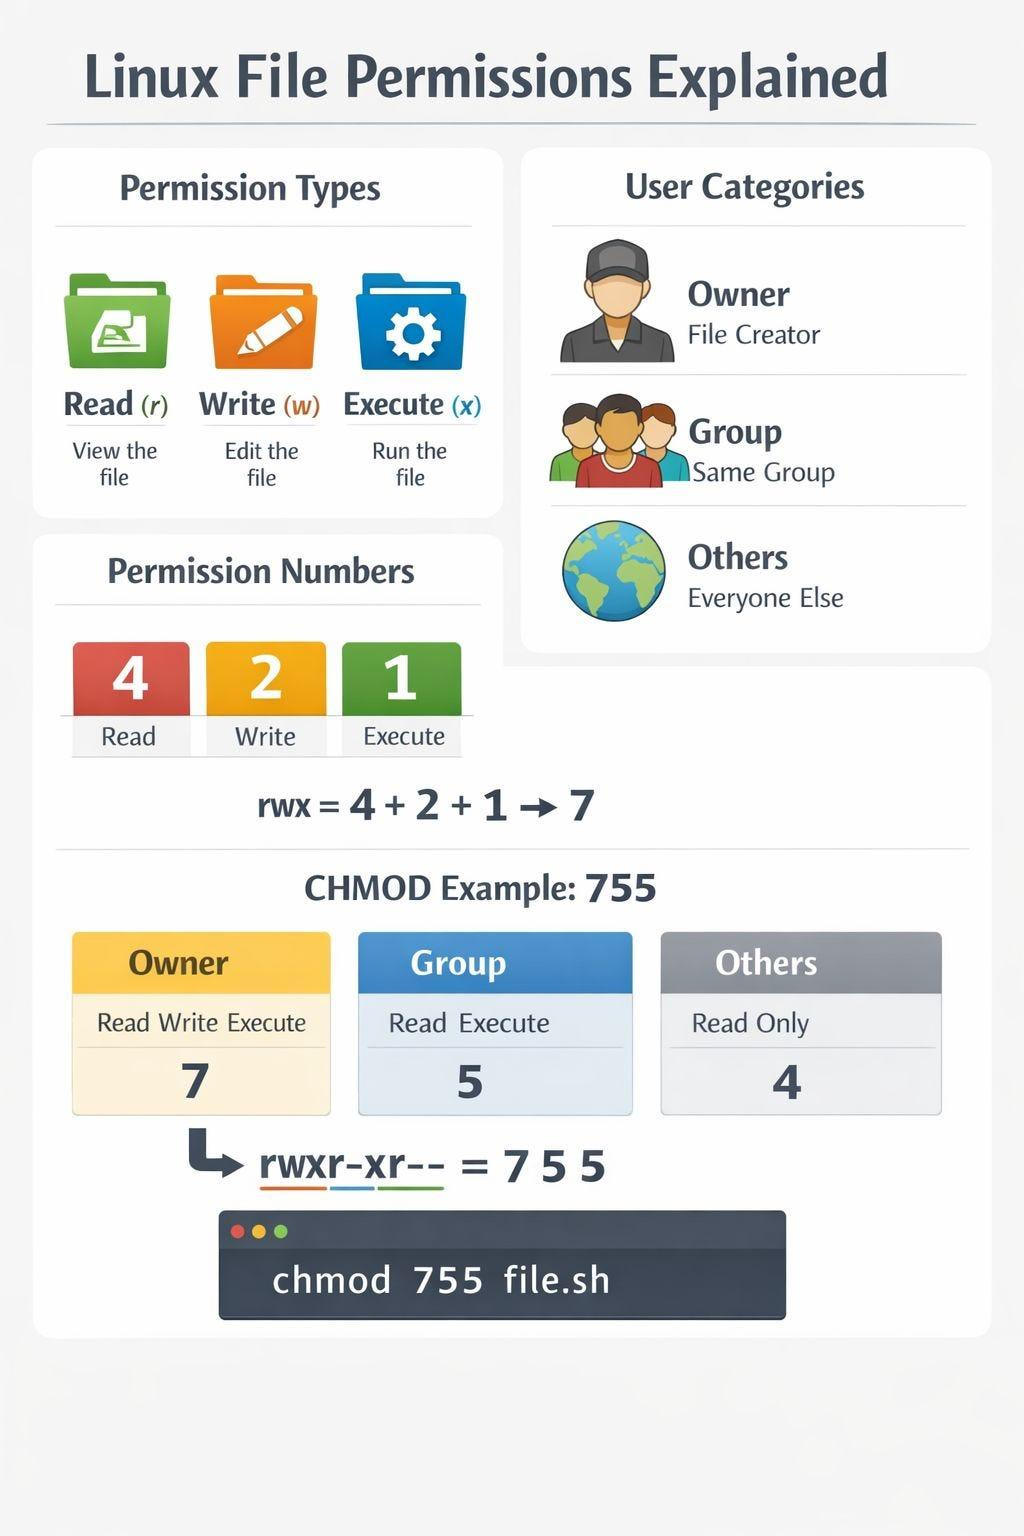 Linux File Permissions Explained
Permission Types
Read (r)
View the
file
Write (w)
Edit the
file
Execute (x)
Run the
file
User Categories
Owner
File Creator
Group
Same Group
Others
Everyone Else
Permission Numbers
4
Read
2
Write
1
Execute
rwx = 4 + 2 + 1 → 7
CHMOD Example: 755
Owner
Read Write Execute
7
Group
Read Execute
5
Others
Read Only
4
rwxr-xr-- = 7 5 5
chmod 755 file.sh